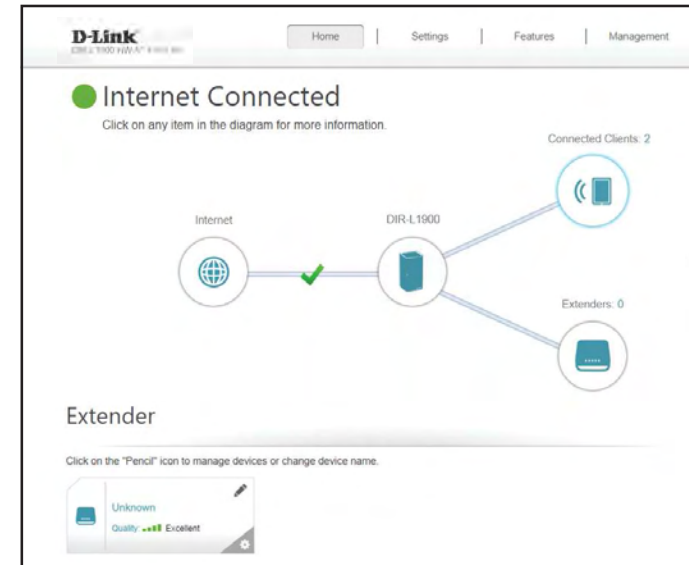 D-Link
Home
Settings
Features
Management
Internet Connected
Click on any item in the diagram for more information.
Connected Clients: 2
Internet
DIR-L1900
Extenders: 0
Extender
Click on the "Pencil" icon to manage devices or change device name.
Unknown
Quality: Excellent